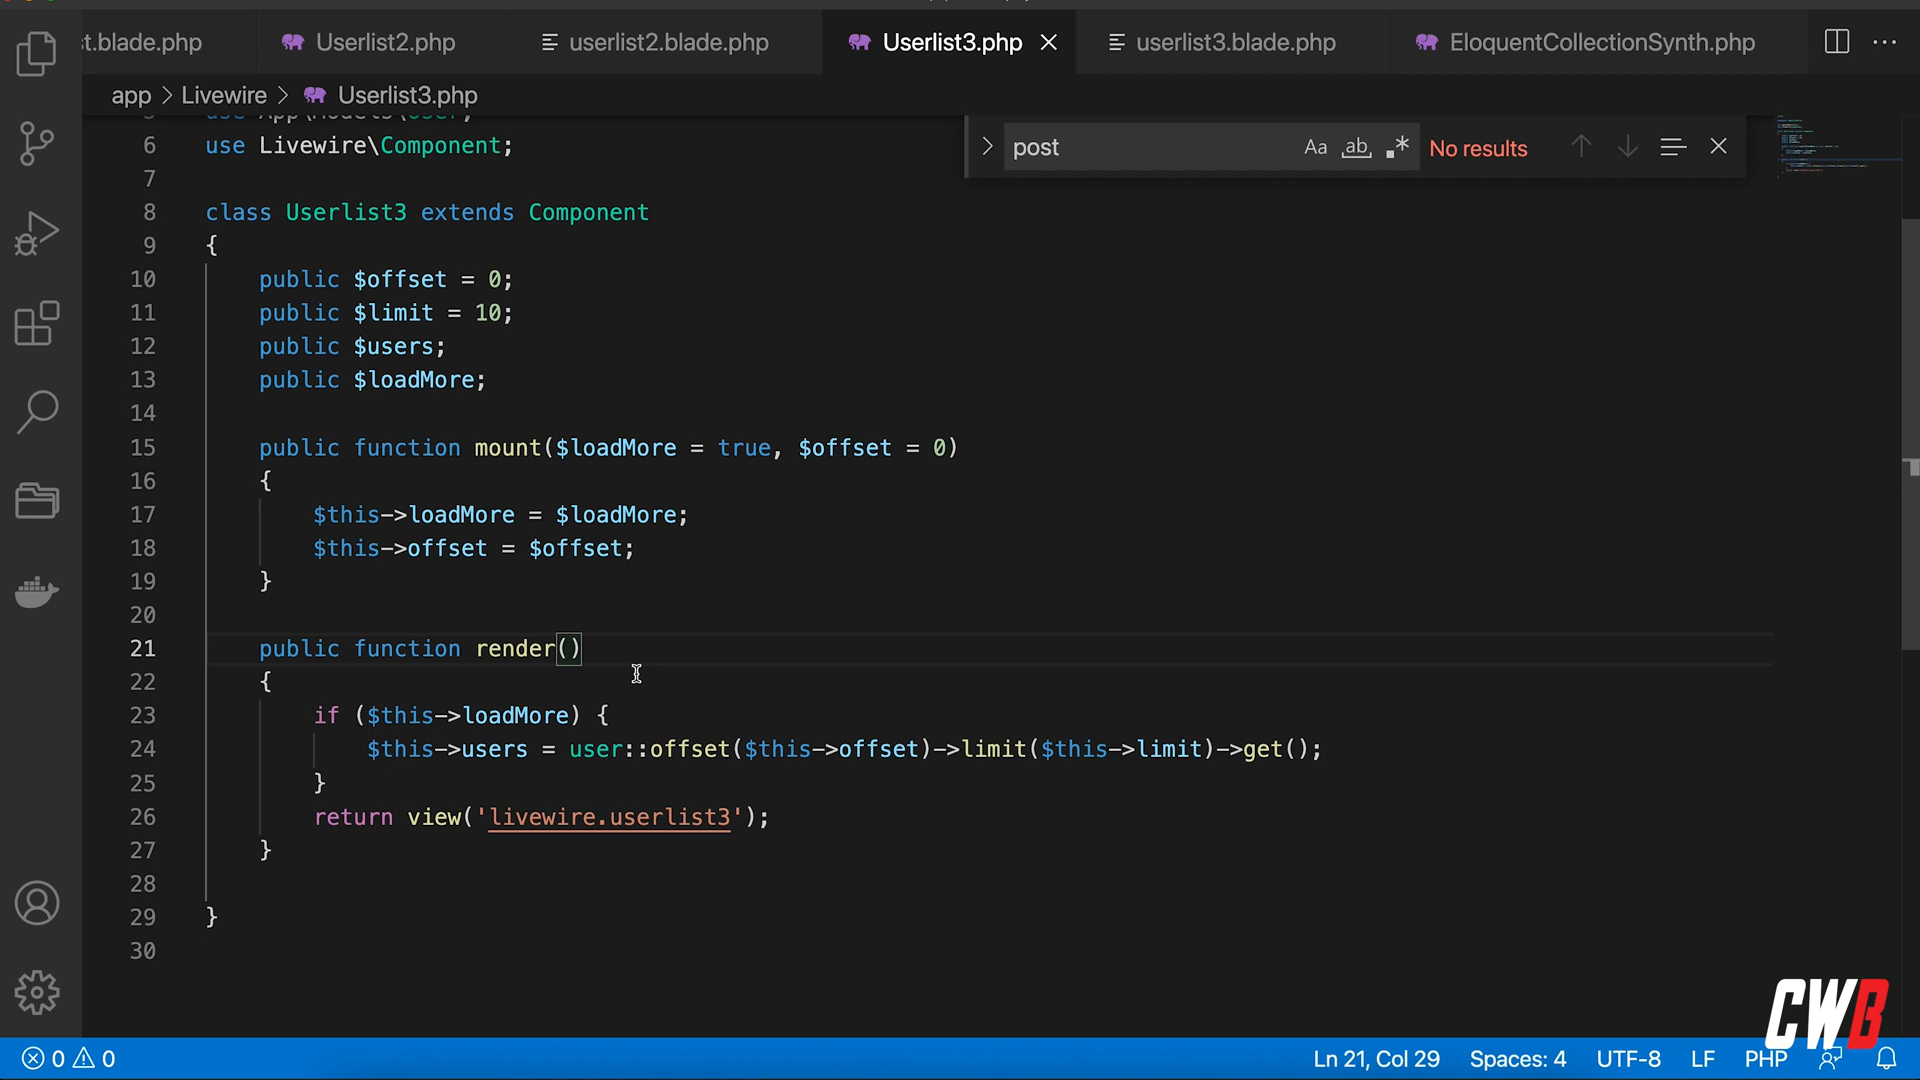 t.blade.php
Userlist2.php
userlist2.blade.php
Userlist3.php
userlist3.blade.php
EloquentCollectionSynth.php
app > Livewire > Userlist3.php
post
Aa
ab
.*
No results
use App\Models\User;
6 use Livewire\Component;
7
8 class Userlist3 extends Component
9 {
10 public $offset = 0;
11 public $limit = 10;
12 public $users;
13 public $loadMore;
14
15 public function mount($loadMore = true, $offset = 0)
16 {
17 $this->loadMore = $loadMore;
18 $this->offset = $offset;
19 }
20
21 public function render()
22 {
23 if ($this->loadMore) {
24 $this->users = user::offset($this->offset)->limit($this->limit)->get();
25 }
26 return view('livewire.userlist3');
27 }
28
29 }
30
CWB
0 0
Ln 21, Col 29
Spaces: 4
UTF-8
LF
PHP